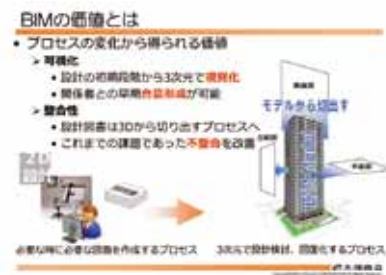 BIMの価値とは
• プロセスの変化から得られる価値
➢ 可視化
• 設計の初期段階から3次元で視覚化
• 関係者との早期合意形成が可能
➢ 整合性
• 設計図書は3Dから切り出すプロセスへ
• これまでの課題であった不整合を改善
モデルから切出す
必要な時に必要な図面を作成するプロセス
3次元で設計検討、図面化するプロセス